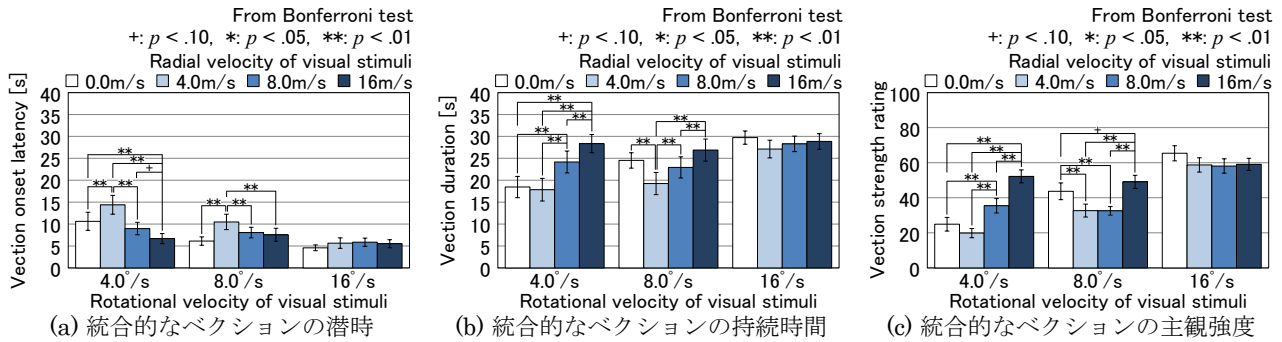 From Bonferroni test
+: p < .10, *: p < .05, **: p < .01
Radial velocity of visual stimuli
0.0m/s 4.0m/s 8.0m/s 16m/s
Vection onset latency [s]
40
35
30
25
20
15
10
5
0
** ** + ** **
** ** ** **
4.0°/s 8.0°/s 16°/s
Rotational velocity of visual stimuli
(a) 統合的なベクションの潜時
From Bonferroni test
+: p < .10, *: p < .05, **: p < .01
Radial velocity of visual stimuli
0.0m/s 4.0m/s 8.0m/s 16m/s
Vection duration [s]
40
35
30
25
20
15
10
5
0
** ** ** ** **
** ** ** **
4.0°/s 8.0°/s 16°/s
Rotational velocity of visual stimuli
(b) 統合的なベクションの持続時間
From Bonferroni test
+: p < .10, *: p < .05, **: p < .01
Radial velocity of visual stimuli
0.0m/s 4.0m/s 8.0m/s 16m/s
Vection strength rating
100
80
60
40
20
0
** ** ** ** **
+ ** ** ** **
4.0°/s 8.0°/s 16°/s
Rotational velocity of visual stimuli
(c) 統合的なベクションの主観強度